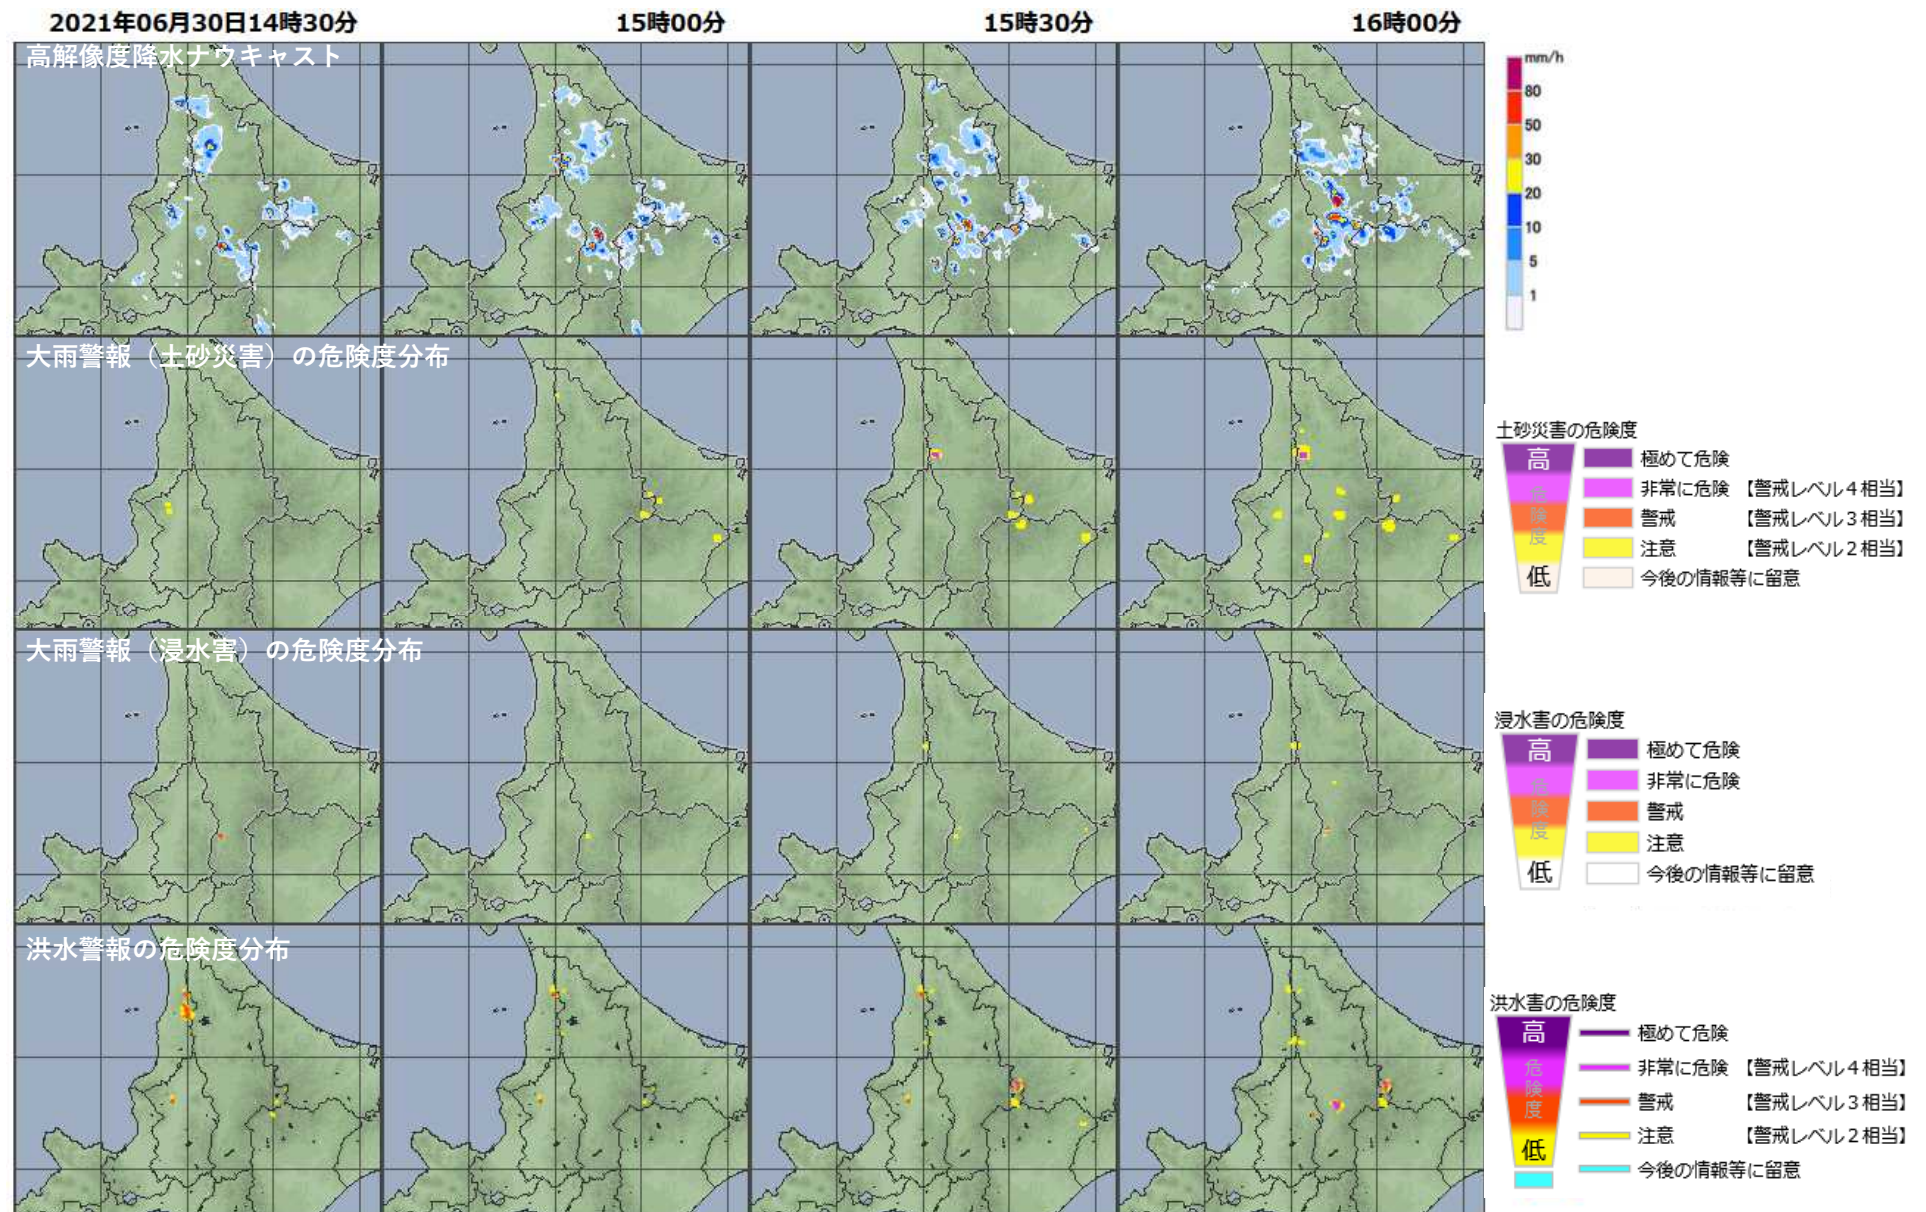 2021年06月30日14時30分
15時00分
15時30分
16時00分
高解像度降水ナウキャスト
mm/h
80
50
30
20
10
5
1
大雨警報（土砂災害）の危険度分布
土砂災害の危険度
高
危険度
低
極めて危険
非常に危険 【警戒レベル４相当】
警戒 【警戒レベル３相当】
注意 【警戒レベル２相当】
今後の情報等に留意
大雨警報（浸水害）の危険度分布
浸水害の危険度
高
危険度
低
極めて危険
非常に危険
警戒
注意
今後の情報等に留意
洪水警報の危険度分布
洪水害の危険度
高
危険度
低
極めて危険
非常に危険 【警戒レベル４相当】
警戒 【警戒レベル３相当】
注意 【警戒レベル２相当】
今後の情報等に留意